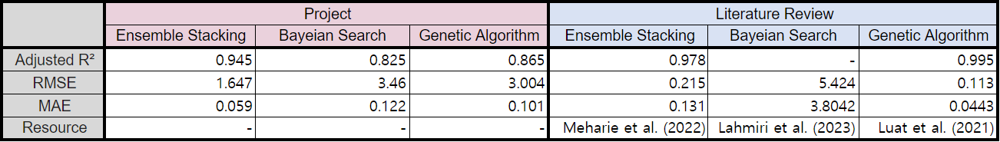 Project Literature Review
Ensemble Stacking Bayeian Search Genetic Algorithm Ensemble Stacking Bayeian Search Genetic Algorithm
Adjusted R² 0.945 0.825 0.865 0.978 - 0.995
RMSE 1.647 3.46 3.004 0.215 5.424 0.113
MAE 0.059 0.122 0.101 0.131 3.8042 0.0443
Resource - - - Meharie et al. (2022) Lahmiri et al. (2023) Luat et al. (2021)